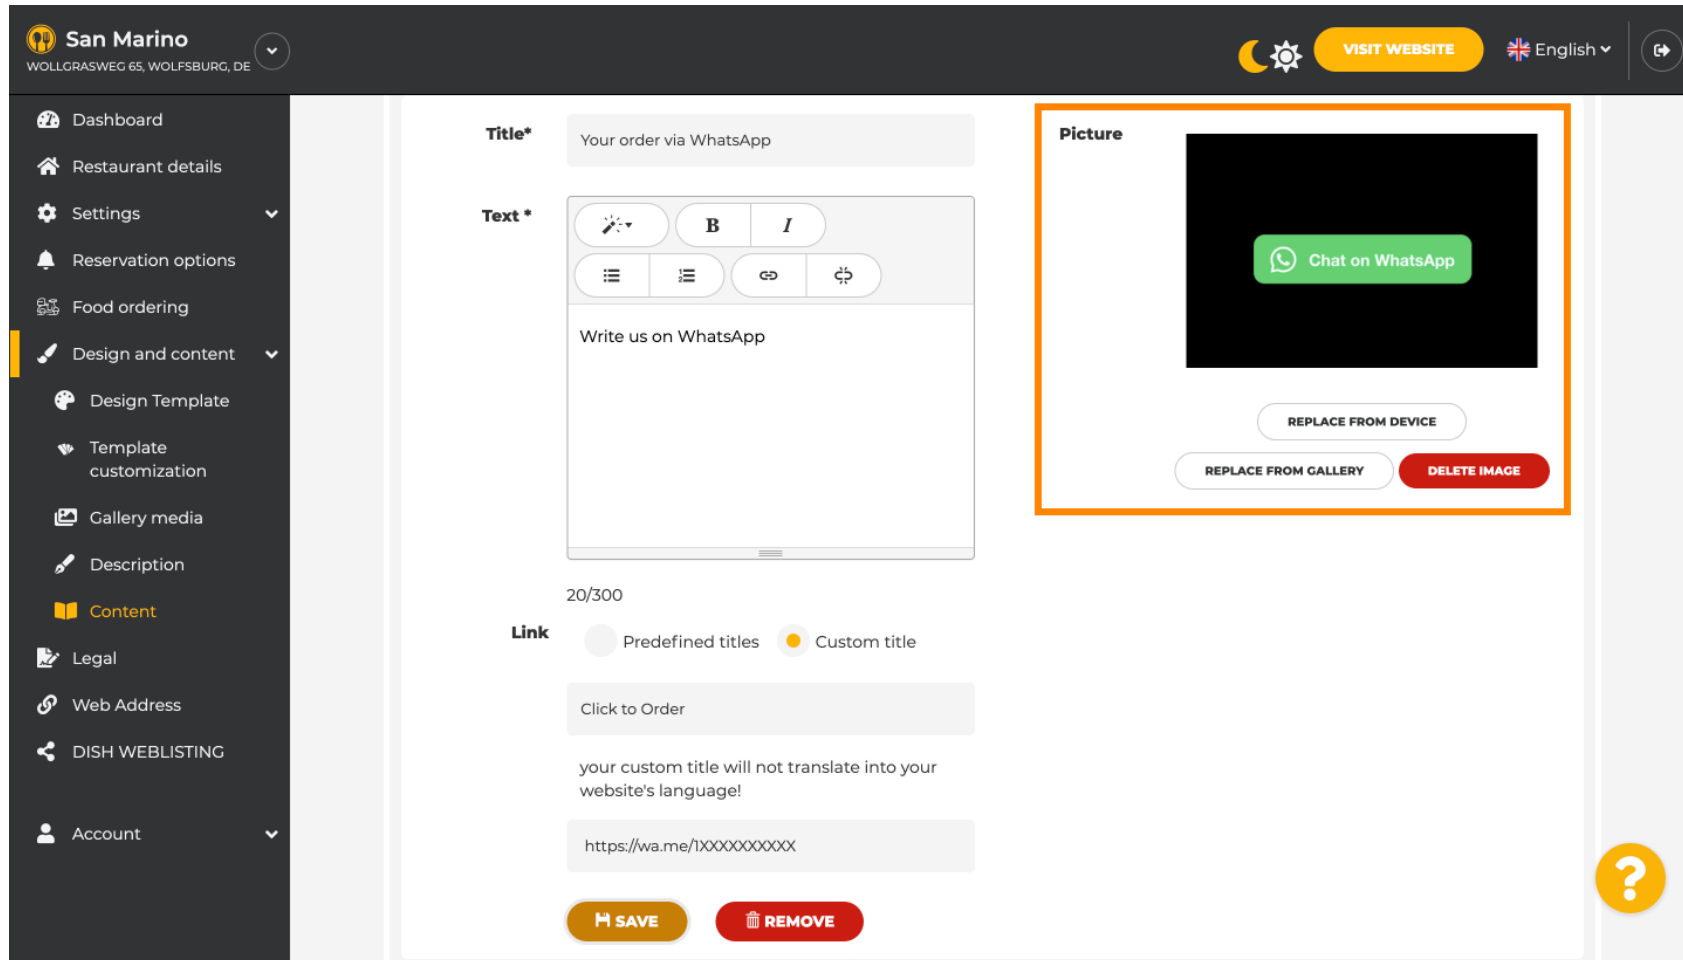 San Marino
WOLLGRASWEG 65, WOLFSBURG, DE
VISIT WEBSITE
English
Dashboard
Restaurant details
Settings
Reservation options
Food ordering
Design and content
Design Template
Template
customization
Gallery media
Description
Content
Legal
Web Address
DISH WEBLISTING
Account
Title*
Your order via WhatsApp
Text *
B I
Write us on WhatsApp
20/300
Link
Predefined titles
Custom title
Click to Order
your custom title will not translate into your
website's language!
https://wa.me/1XXXXXXXXXX
SAVE
REMOVE
Picture
Chat on WhatsApp
REPLACE FROM DEVICE
REPLACE FROM GALLERY
DELETE IMAGE
?